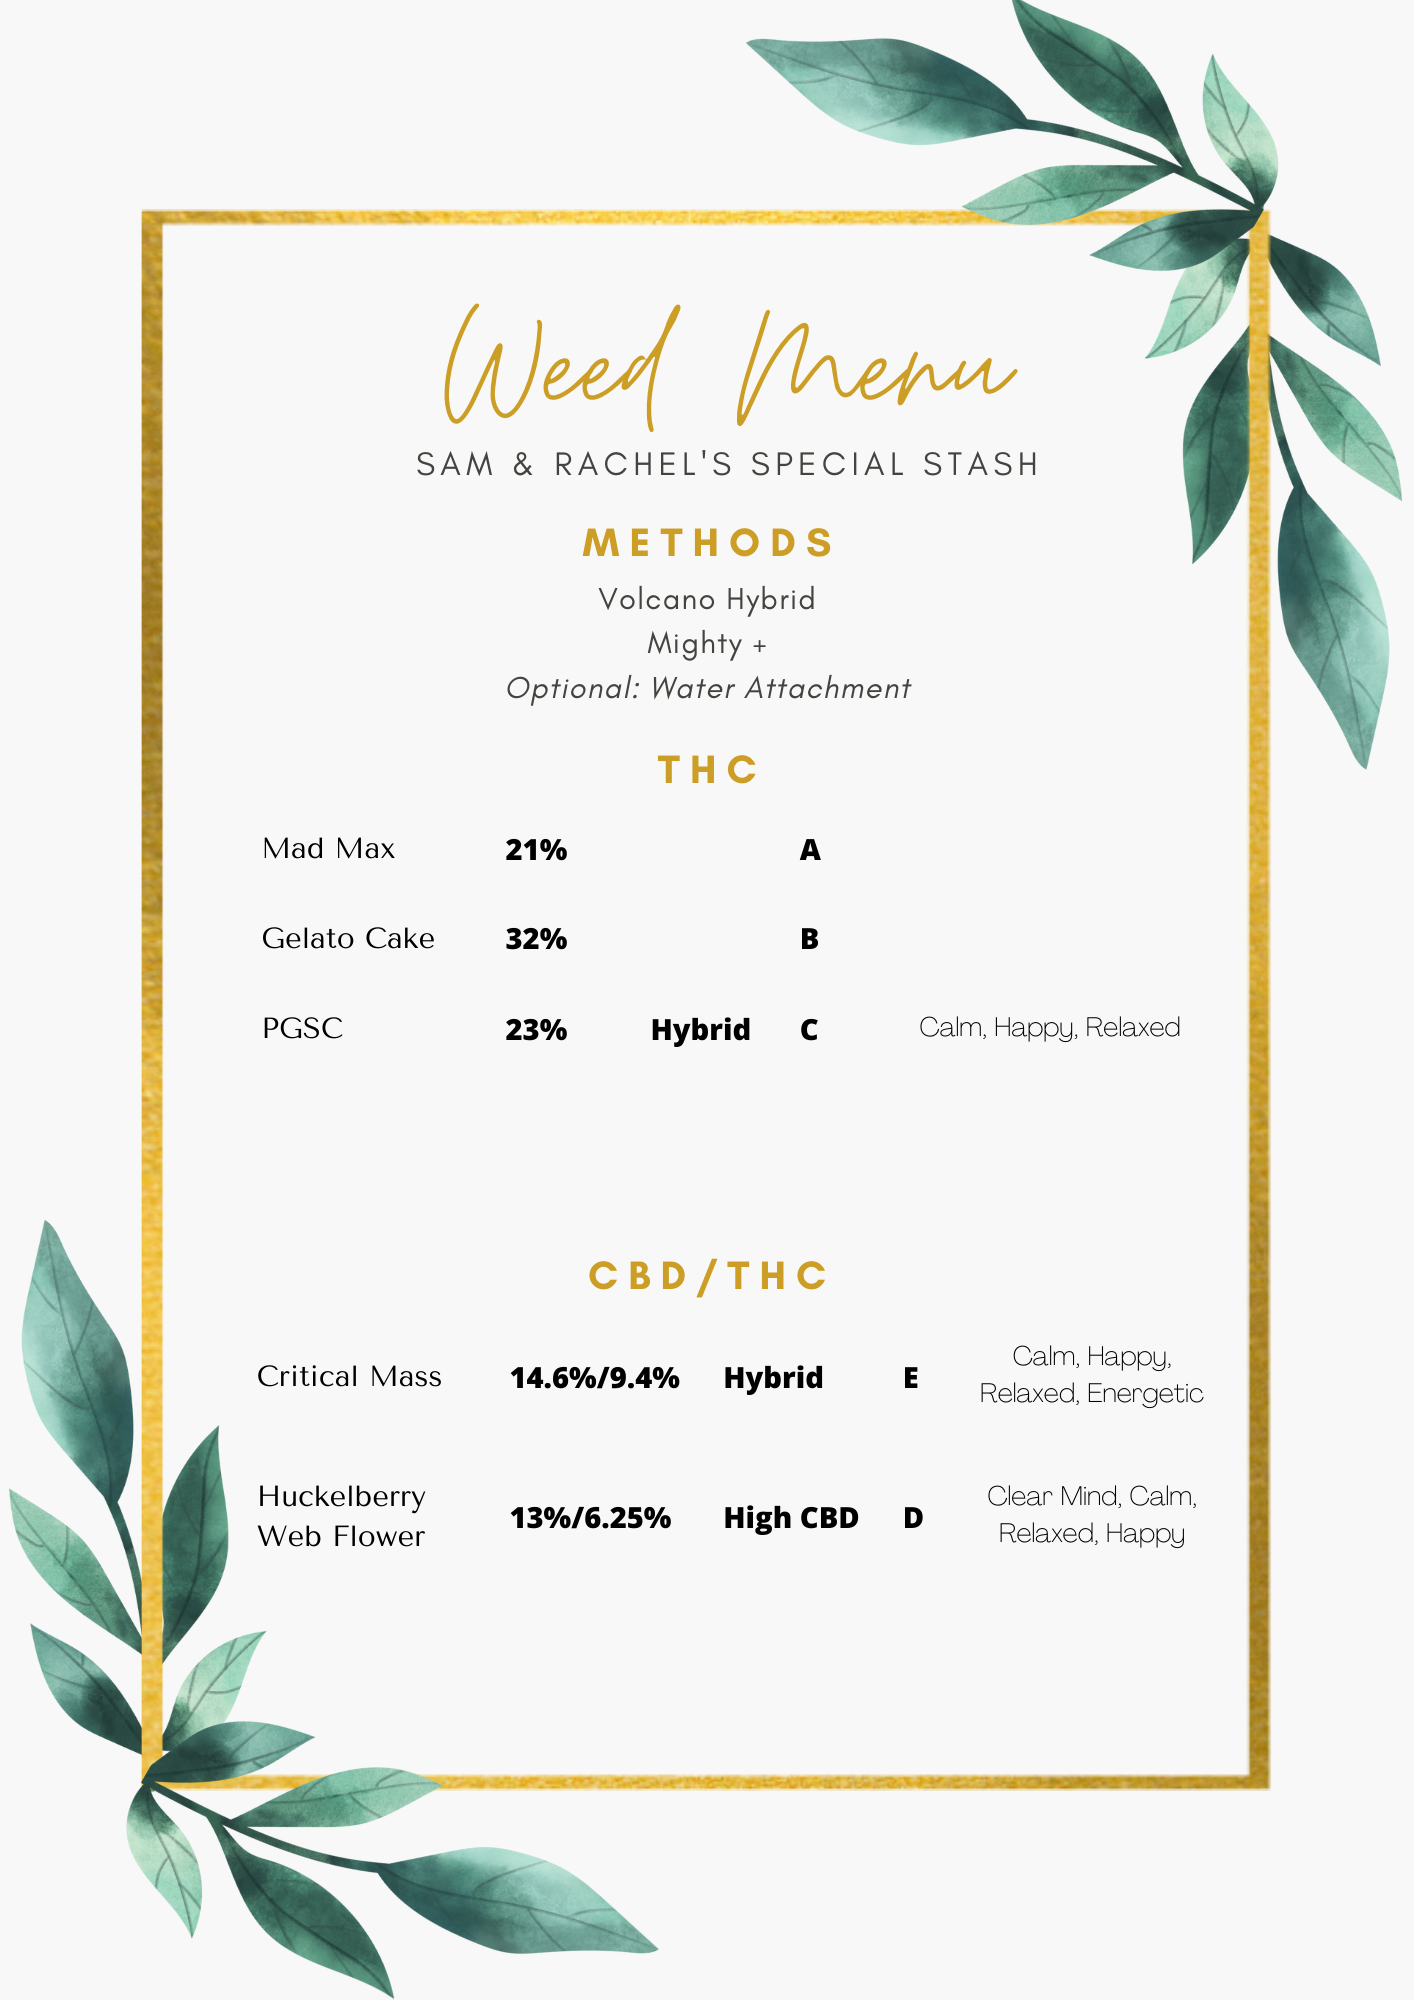 Weed Menu
SAM & RACHEL'S SPECIAL STASH
METHODS
Volcano Hybrid
Mighty +
Optional: Water Attachment
THC
Mad Max 21% A
Gelato Cake 32% B
PGSC 23% Hybrid C Calm, Happy, Relaxed
CBD/THC
Critical Mass 14.6%/9.4% Hybrid E Calm, Happy,
Relaxed, Energetic
Huckelberry
Web Flower 13%/6.25% High CBD D Clear Mind, Calm,
Relaxed, Happy